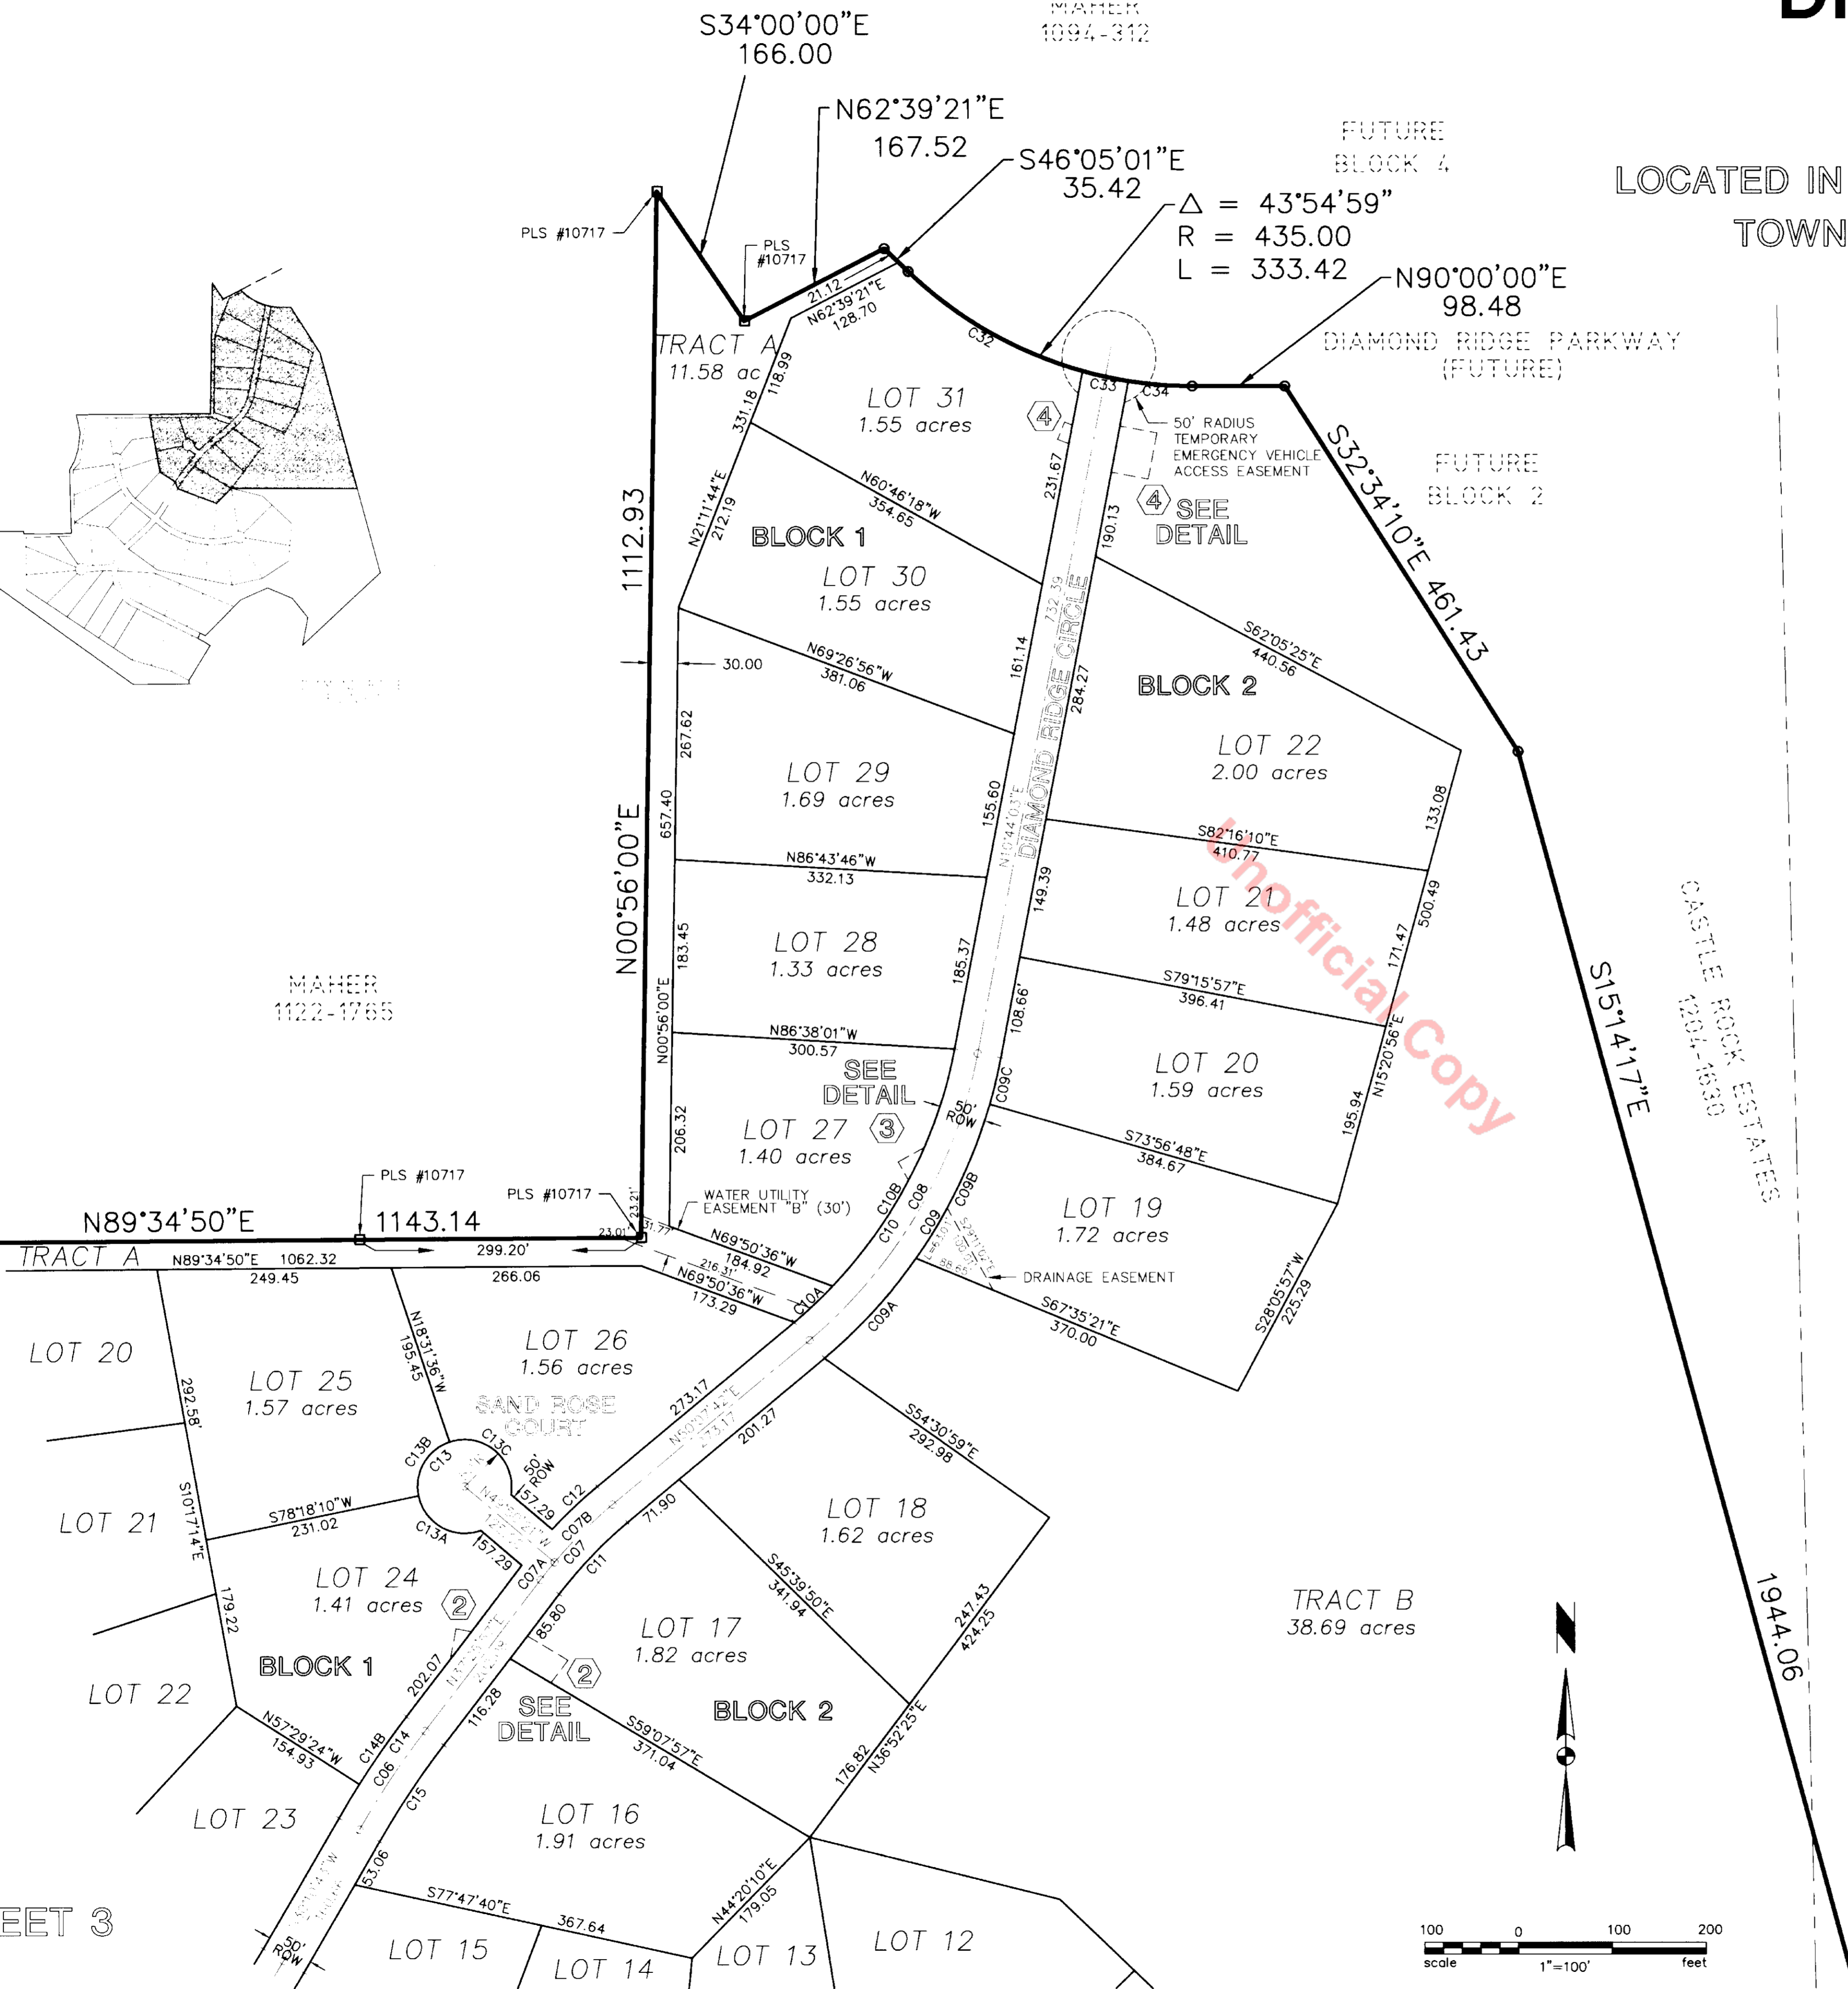 DI
MAHER
1094-312
S34°00'00"E
166.00
N62°39'21"E
167.52
S46°05'01"E
35.42
FUTURE
BLOCK 4
LOCATED IN
TOWN
Δ = 43°54'59"
R = 435.00
L = 333.42
N90°00'00"E
98.48
DIAMOND RIDGE PARKWAY
(FUTURE)
PLS #10717
PLS
#10717
21.12
N62°39'21"E
128.70
C32
C33
C34
TRACT A
11.58 ac
118.99
331.18
N21°11'44"E
212.19
LOT 31
1.55 acres
4
231.67
50' RADIUS
TEMPORARY
EMERGENCY VEHICLE
ACCESS EASEMENT
4
SEE
DETAIL
190.13
S32°34'10"E 461.43
FUTURE
BLOCK 2
N60°46'18"W
354.65
BLOCK 1
LOT 30
1.55 acres
732.39
DIAMOND RIDGE CIRCLE
N10°44'03"E
161.14
284.27
S62°05'25"E
440.56
BLOCK 2
LOT 22
2.00 acres
133.08
1112.93
N00°56'00"E
30.00
N69°26'56"W
381.06
267.62
657.40
LOT 29
1.69 acres
155.60
S82°16'10"E
410.77
N86°43'46"W
332.13
149.39
LOT 21
1.48 acres
500.49
171.47
Unofficial Copy
183.45
LOT 28
1.33 acres
185.37
S79°15'57"E
396.41
N15°20'56"E
CASTLE ROCK ESTATES
1204-1630
S15°14'17"E
1944.06
MAHER
1122-1765
N00°56'00"E
N86°38'01"W
300.57
108.66'
C09C
LOT 20
1.59 acres
195.94
SEE
DETAIL
3
50'
ROW
206.32
LOT 27
1.40 acres
S73°56'48"E
384.67
C10B
C08
C09B
C10
C09
LOT 19
1.72 acres
PLS #10717
PLS #10717
23.21'
WATER UTILITY
EASEMENT "B" (30')
N89°34'50"E
1143.14
23.01'
31.77'
299.20'
TRACT A
N89°34'50"E 1062.32
249.45
266.06
N69°50'36"W
184.92
216.31'
N69°50'36"W
173.29
C10A
C09A
88.65'
DRAINAGE EASEMENT
S67°35'21"E
370.00
S28°05'57"W
225.29
LOT 20
292.58'
LOT 25
1.57 acres
N18°31'36"W
195.45
LOT 26
1.56 acres
SAND ROSE
COURT
273.17
N50°07'42"E
273.17
201.27
S54°30'59"E
292.98
C13B
C13
C13C
50'
ROW
C12
157.29
C07B
C07
C11
C07A
71.90
LOT 18
1.62 acres
S10°17'14"E
LOT 21
S78°18'10"W
231.02
C13A
157.29
LOT 24
1.41 acres
2
179.22
S45°39'50"E
341.94
247.43
424.25
85.80
LOT 17
1.82 acres
TRACT B
38.69 acres
BLOCK 1
202.07
2
BLOCK 2
LOT 22
116.28
SEE
DETAIL
N57°29'24"W
154.93
C14B
C14
C06
C15
S59°07'57"E
371.04
176.82
N36°52'25"E
LOT 23
LOT 16
1.91 acres
53.06
S77°47'40"E
367.64
N44°20'10"E
179.05
EET 3
50'
ROW
LOT 15
LOT 14
LOT 13
LOT 12
N
100 0 100 200
scale 1"=100' feet